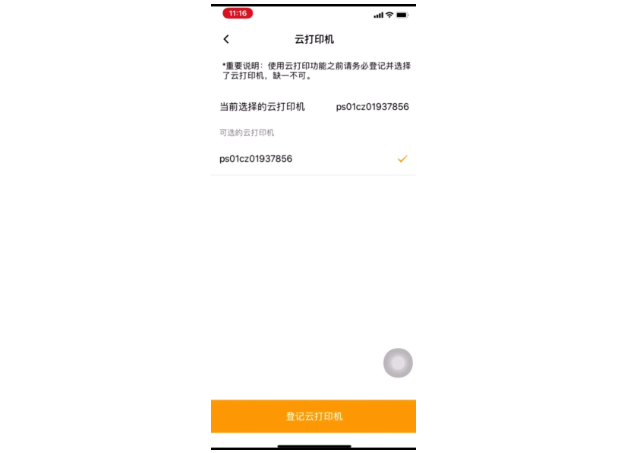 11:16
云打印机
*重要说明：使用云打印功能之前请务必登记并选择
了云打印机，缺一不可。
当前选择的云打印机 ps01cz01937856
可选的云打印机
ps01cz01937856
登记云打印机